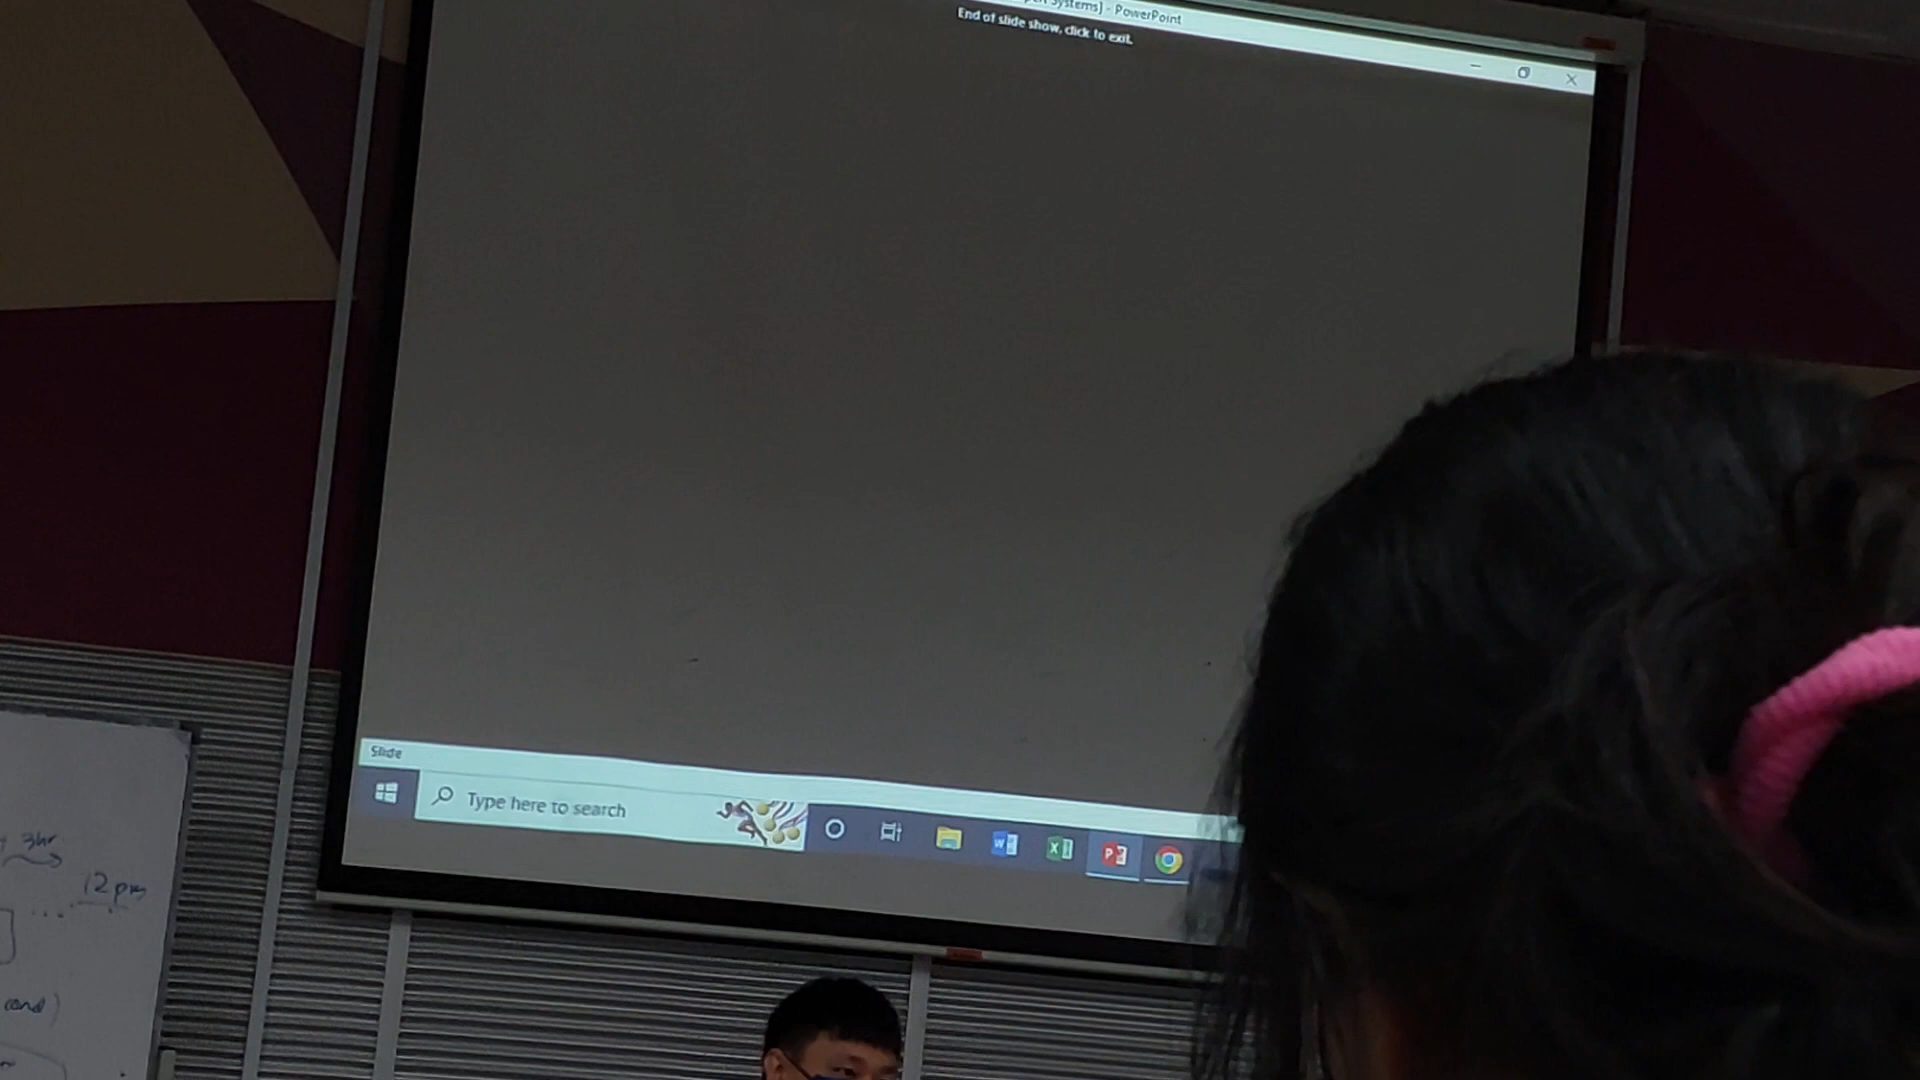 Systems] - PowerPoint
End of slide show, click to exit.
Slide
Type here to search
3hr
12pm